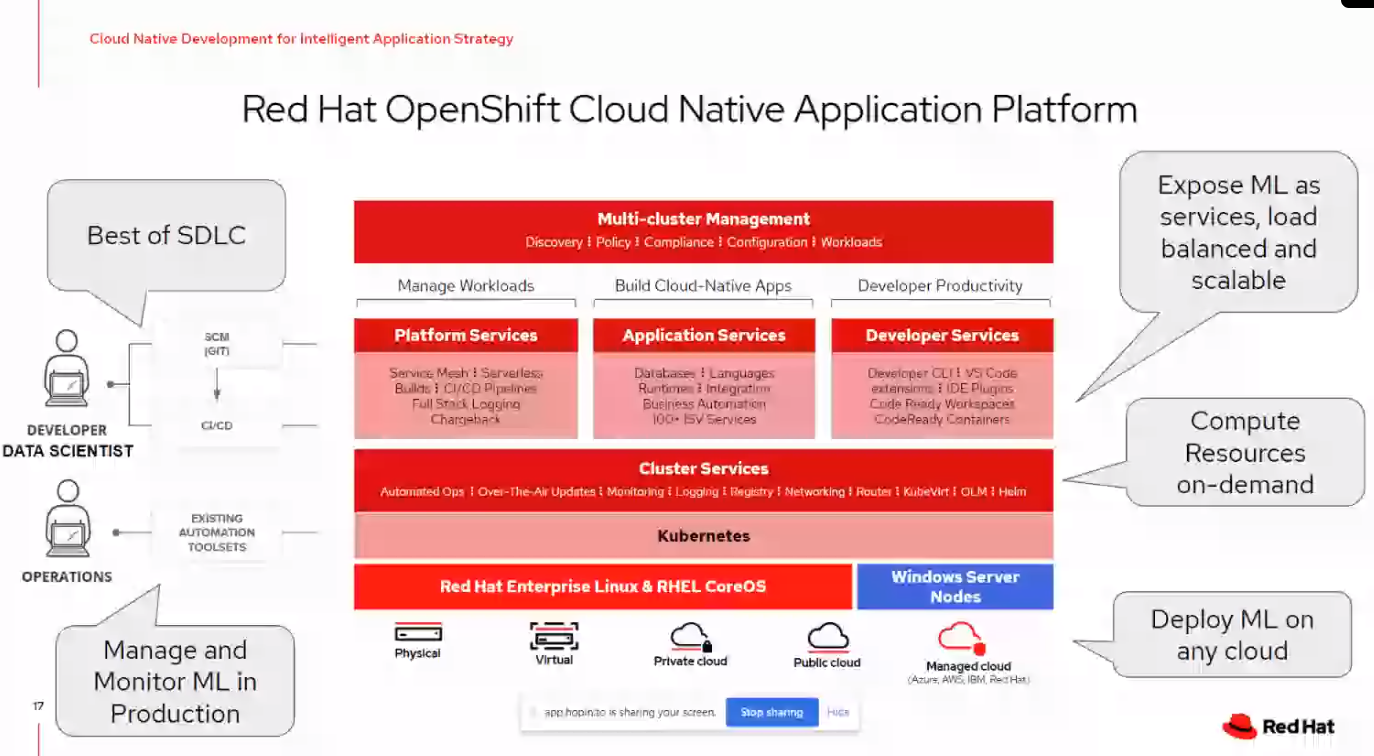 Cloud Native Development for Intelligent Application Strategy
Red Hat OpenShift Cloud Native Application Platform
Best of SDLC
Expose ML as
services, load
balanced and
scalable
Multi-cluster Management
Discovery ⁞ Policy ⁞ Compliance ⁞ Configuration ⁞ Workloads
Manage Workloads
Build Cloud-Native Apps
Developer Productivity
Platform Services
Service Mesh ⁞ Serverless
Builds ⁞ CI/CD Pipelines
Full Stack Logging
Chargeback
Application Services
Databases ⁞ Languages
Runtimes ⁞ Integration
Business Automation
100+ ISV Services
Developer Services
Developer CLI ⁞ VS Code
extensions ⁞ IDE Plugins
Code Ready Workspaces
CodeReady Containers
SCM
(GIT)
CI/CD
DEVELOPER
DATA SCIENTIST
Compute
Resources
on-demand
Cluster Services
Automated Ops ⁞ Over-The-Air Updates ⁞ Monitoring ⁞ Logging ⁞ Registry ⁞ Networking ⁞ Router ⁞ KubeVirt ⁞ OLM ⁞ Helm
Kubernetes
EXISTING
AUTOMATION
TOOLSETS
OPERATIONS
Red Hat Enterprise Linux & RHEL CoreOS
Windows Server
Nodes
Physical
Virtual
Private cloud
Public cloud
Managed cloud
(Azure, AWS, IBM, Red Hat)
Deploy ML on
any cloud
Manage and
Monitor ML in
Production
17
app.hopin.to is sharing your screen.
Stop sharing
Hide
Red Hat